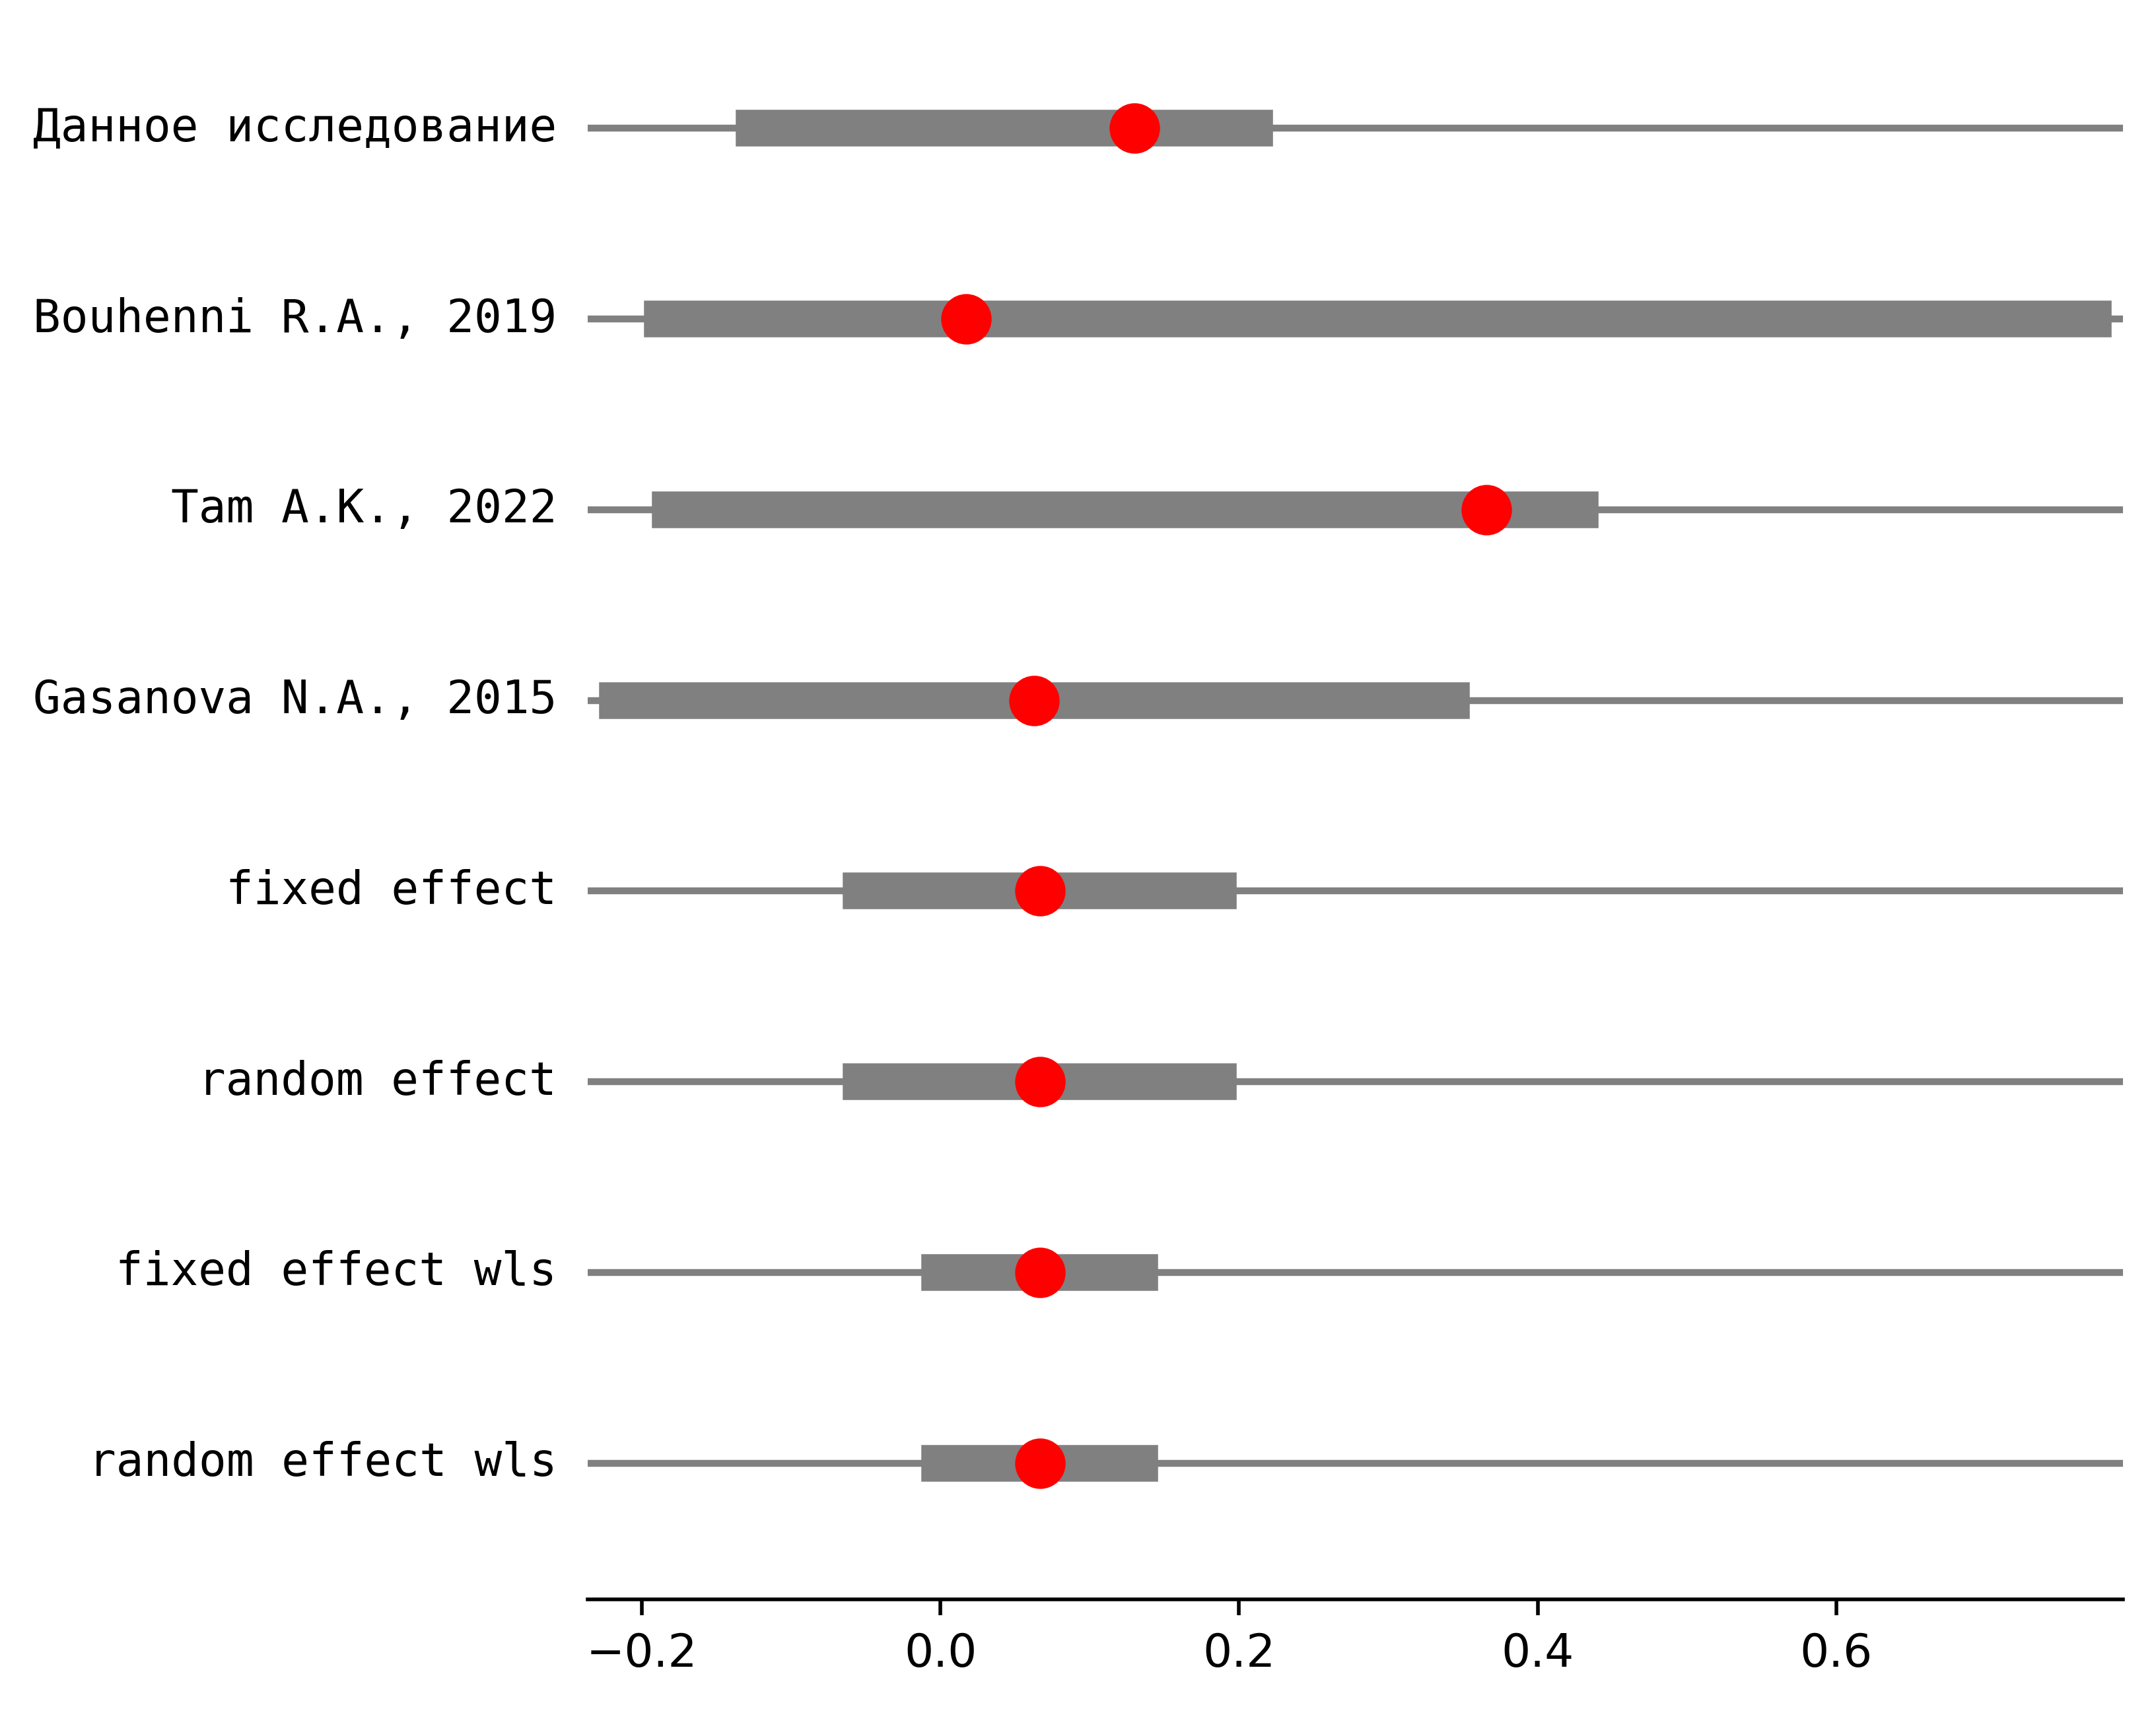 Данное исследование
Bouhenni R.A., 2019
Tam A.K., 2022
Gasanova N.A., 2015
fixed effect
random effect
fixed effect wls
random effect wls
−0.2 0.0 0.2 0.4 0.6